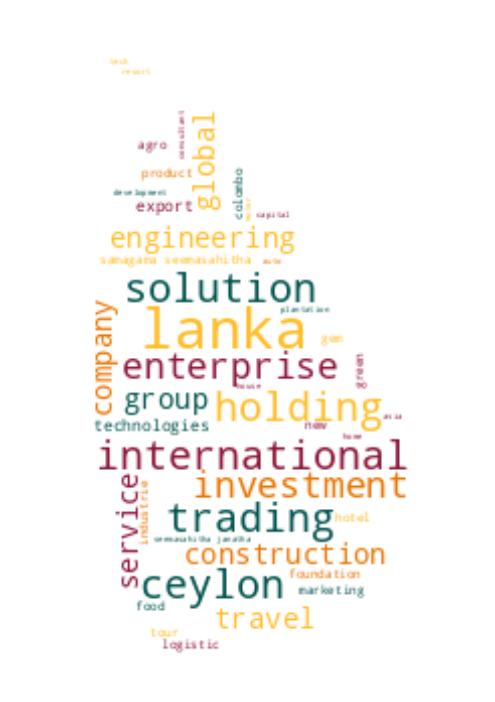 tech
resort
consultant
global
agro
product
colombo
development
export
motor
capital
engineering
samagama seemasahitha
auto
solution
plantation
company
lanka
gem
enterprise
green
house
group
holding
asia
technologies
new
home
international
service
industrie
investment
trading
hotel
seemasahitha janatha
construction
ceylon
foundation
marketing
food
travel
tour
logistic